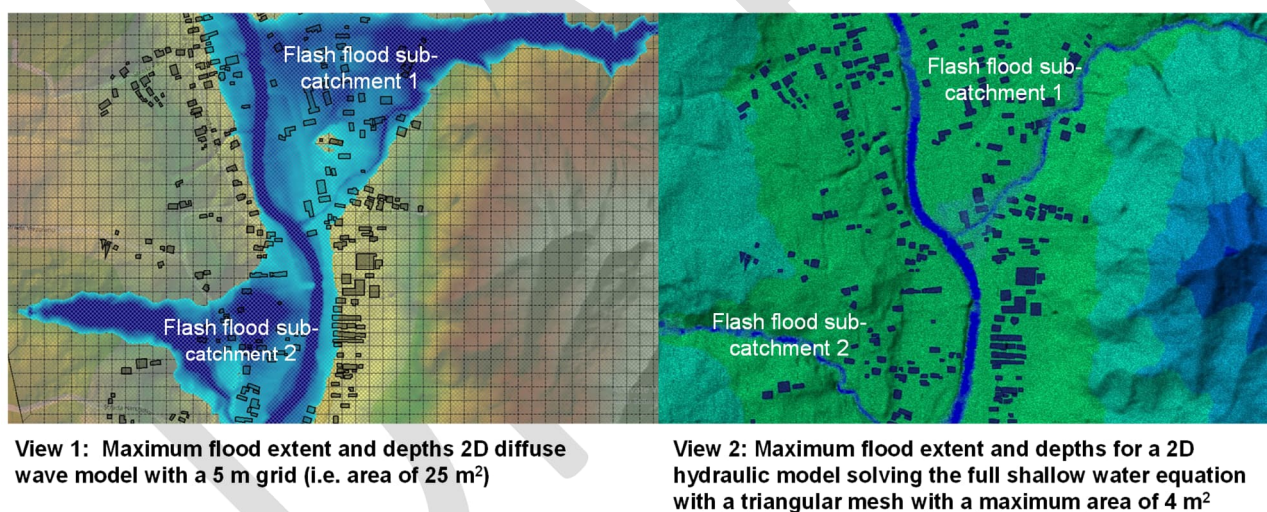 Flash flood sub-
catchment 1
Flash flood sub-
catchment 2
Flash flood sub-
catchment 1
Flash flood sub-
catchment 2
View 1:  Maximum flood extent and depths 2D diffuse
wave model with a 5 m grid (i.e. area of 25 m²)
View 2: Maximum flood extent and depths for a 2D
hydraulic model solving the full shallow water equation
with a triangular mesh with a maximum area of 4 m²